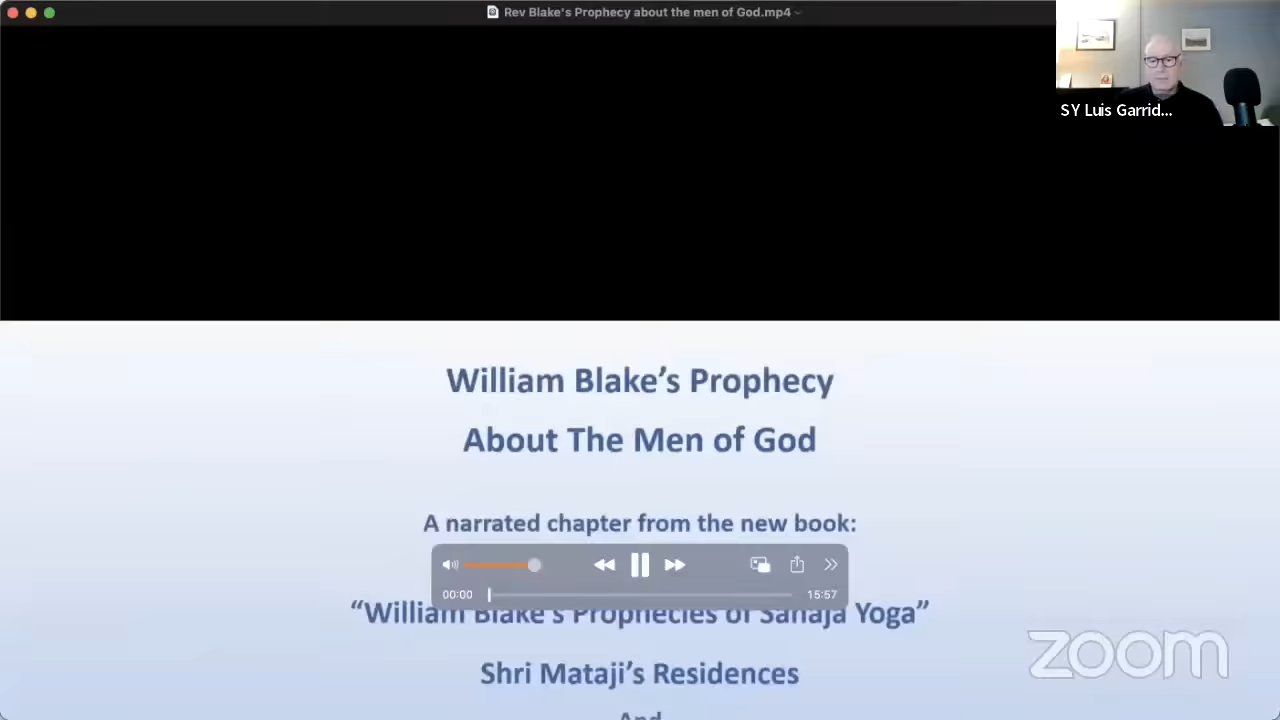 Rev Blake's Prophecy about the men of God.mp4
SY Luis Garrid...
William Blake's Prophecy
About The Men of God
A narrated chapter from the new book:
00:00
15:57
“William Blake's Prophecies of Sahaja Yoga”
Shri Mataji's Residences
And
zoom